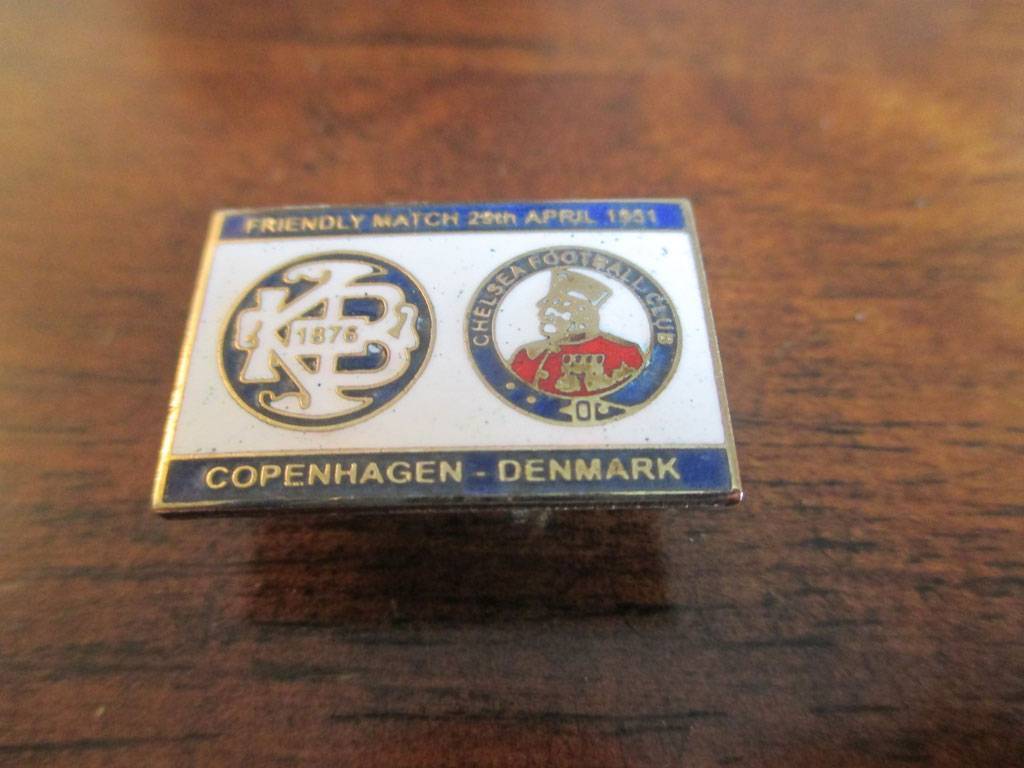 FRIENDLY MATCH 25th APRIL 1951
KB
1876
CHELSEA FOOTBALL CLUB
COPENHAGEN - DENMARK